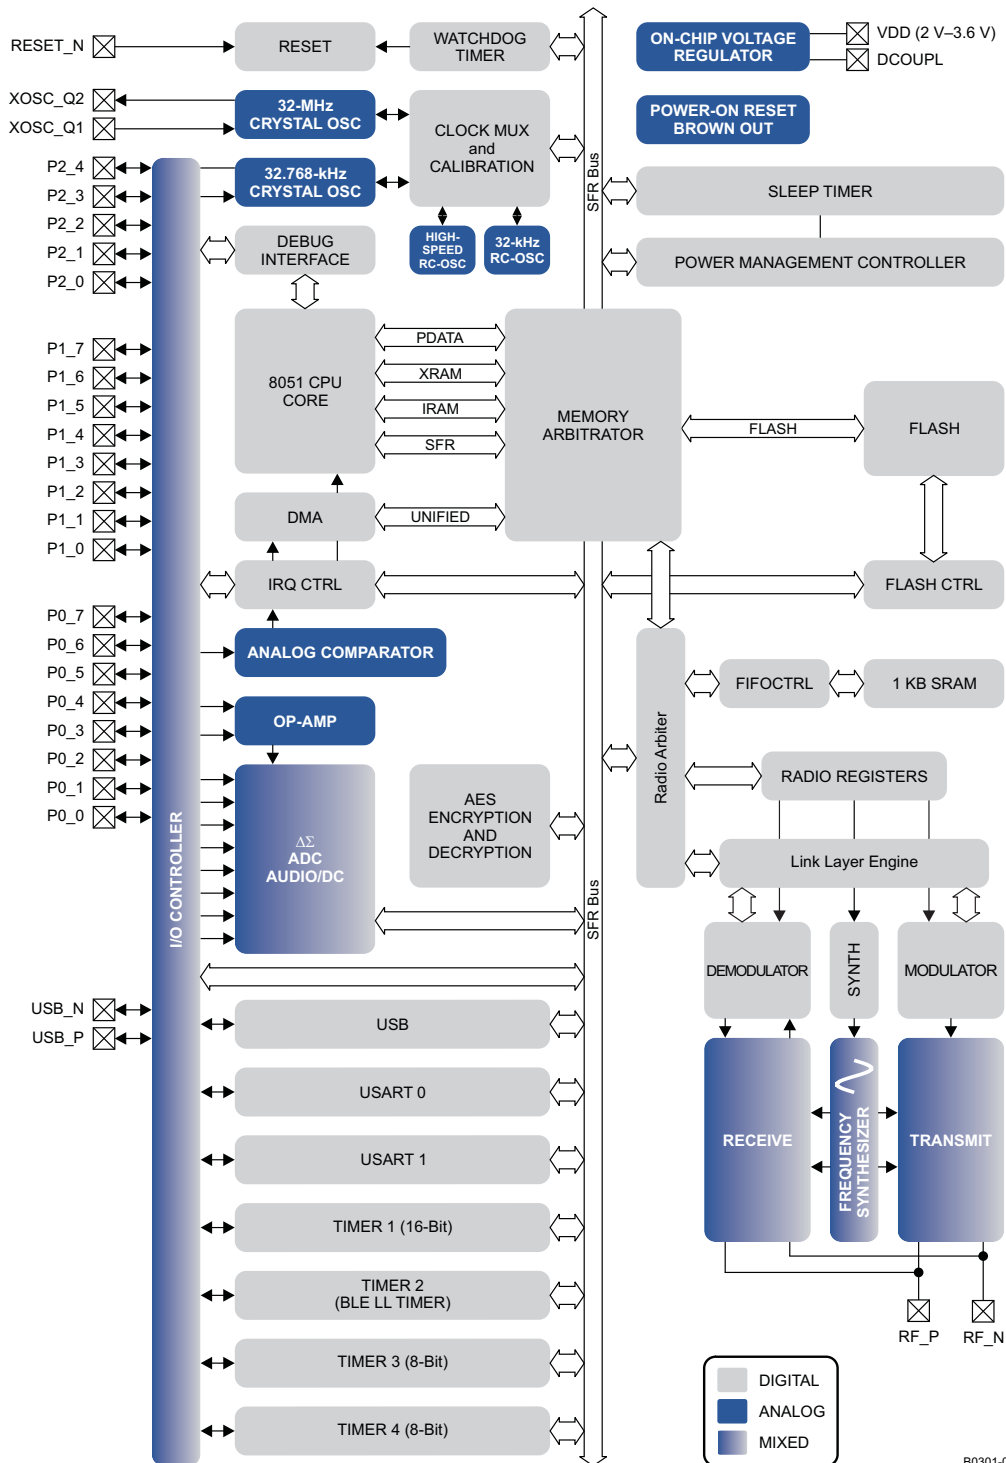 RESET_N
RESET
WATCHDOG
TIMER
ON-CHIP VOLTAGE
REGULATOR
VDD (2 V–3.6 V)
DCOUPL
XOSC_Q2
XOSC_Q1
32-MHz
CRYSTAL OSC
CLOCK MUX
and
CALIBRATION
POWER-ON RESET
BROWN OUT
SFR Bus
P2_4
P2_3
P2_2
P2_1
P2_0
32.768-kHz
CRYSTAL OSC
SLEEP TIMER
DEBUG
INTERFACE
HIGH-
SPEED
RC-OSC
32-kHz
RC-OSC
POWER MANAGEMENT CONTROLLER
P1_7
P1_6
P1_5
P1_4
P1_3
P1_2
P1_1
P1_0
8051 CPU
CORE
PDATA
XRAM
IRAM
SFR
MEMORY
ARBITRATOR
FLASH
FLASH
DMA
UNIFIED
IRQ CTRL
FLASH CTRL
P0_7
P0_6
P0_5
P0_4
P0_3
P0_2
P0_1
P0_0
ANALOG COMPARATOR
OP-AMP
Radio Arbiter
FIFOCTRL
1 KB SRAM
RADIO REGISTERS
I/O CONTROLLER
ΔΣ
ADC
AUDIO/DC
AES
ENCRYPTION
AND
DECRYPTION
SFR Bus
Link Layer Engine
DEMODULATOR
SYNTH
MODULATOR
USB_N
USB_P
USB
USART 0
USART 1
TIMER 1 (16-Bit)
TIMER 2
(BLE LL TIMER)
TIMER 3 (8-Bit)
TIMER 4 (8-Bit)
RECEIVE
FREQUENCY
SYNTHESIZER
TRANSMIT
RF_P
RF_N
DIGITAL
ANALOG
MIXED